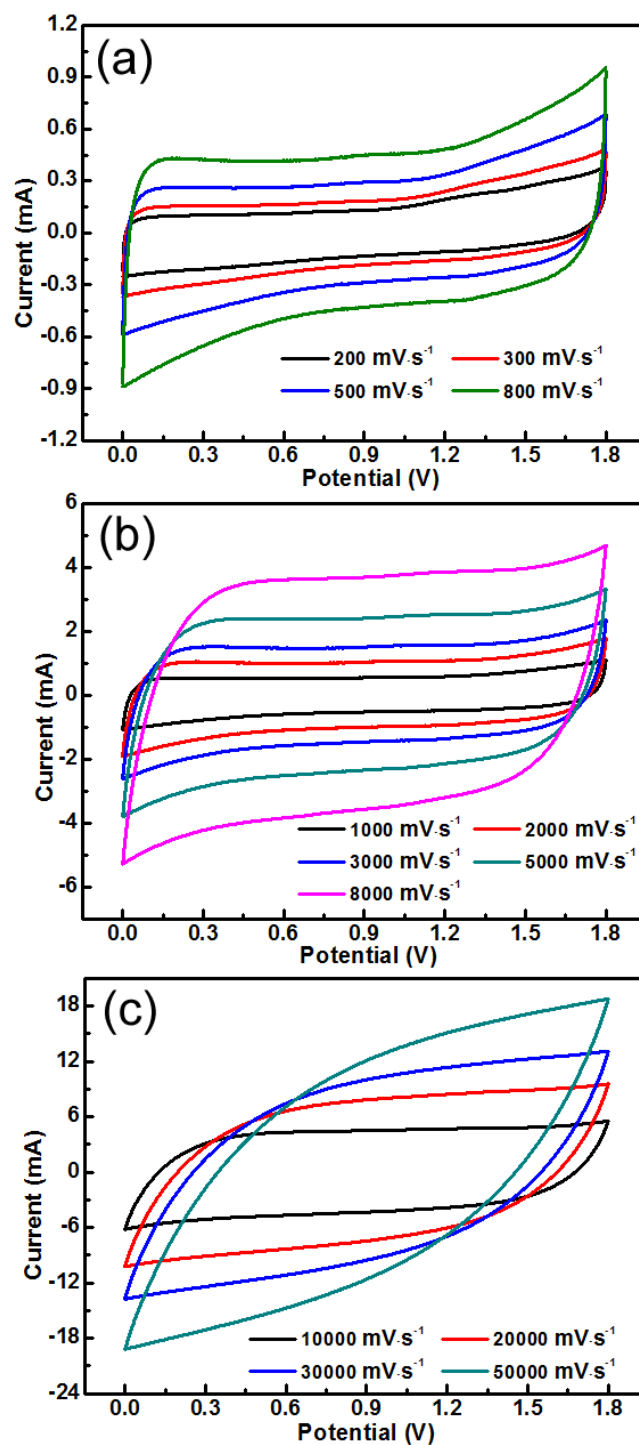 (a)
1.2
0.9
0.6
0.3
0.0
-0.3
-0.6
-0.9
-1.2
Current (mA)
200 mV·s⁻¹ 300 mV·s⁻¹
500 mV·s⁻¹ 800 mV·s⁻¹
0.0 0.3 0.6 0.9 1.2 1.5 1.8
Potential (V)
(b)
6
4
2
0
-2
-4
-6
Current (mA)
1000 mV·s⁻¹ 2000 mV·s⁻¹
3000 mV·s⁻¹ 5000 mV·s⁻¹
8000 mV·s⁻¹
0.0 0.3 0.6 0.9 1.2 1.5 1.8
Potential (V)
(c)
18
12
6
0
-6
-12
-18
-24
Current (mA)
10000 mV·s⁻¹ 20000 mV·s⁻¹
30000 mV·s⁻¹ 50000 mV·s⁻¹
0.0 0.3 0.6 0.9 1.2 1.5 1.8
Potential (V)